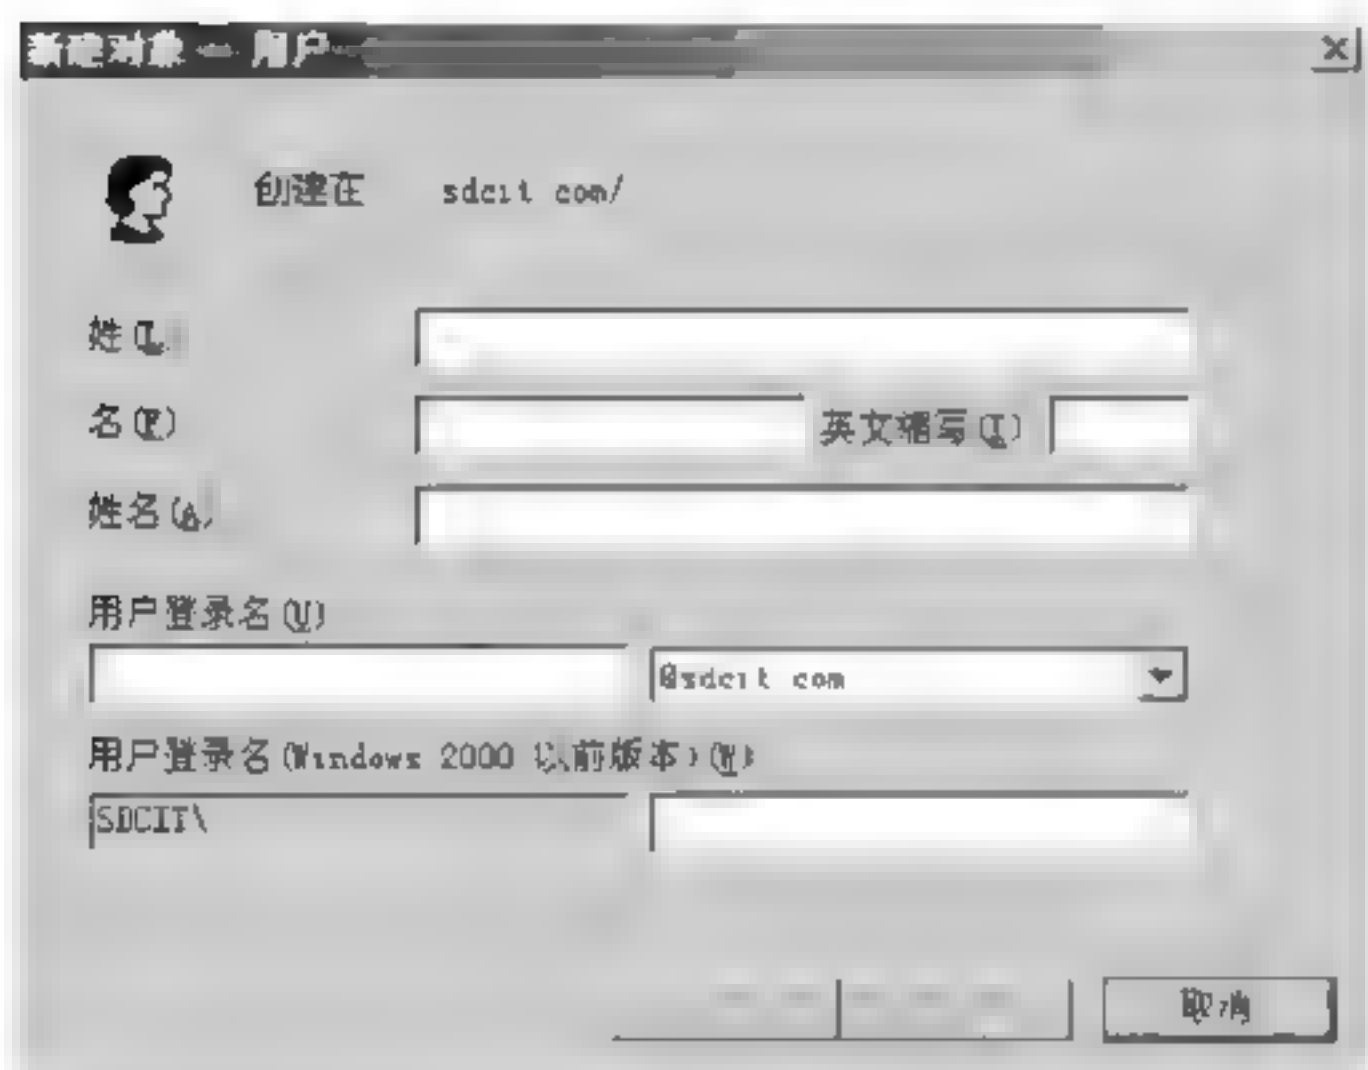 新建对象 - 用户
创建在 sdcit com/
姓(L)
名(F) 英文缩写(I)
姓名(A)
用户登录名(U)
@sdcit com
用户登录名(Windows 2000 以前版本)(W)
SDCIT\
取消